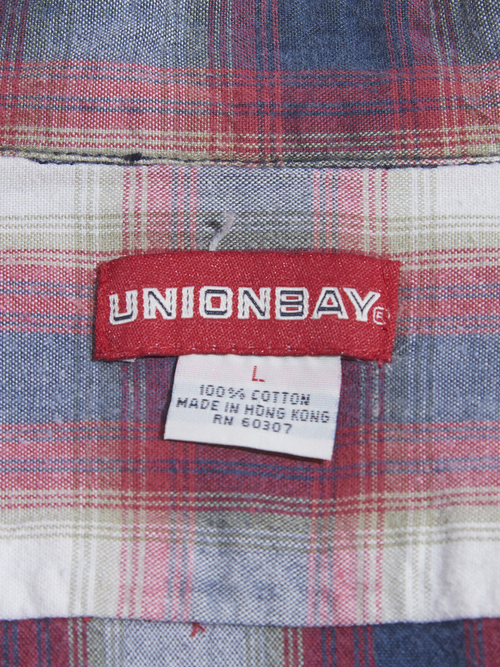 UNIONBAY®
L
100% COTTON
MADE IN HONG KONG
RN 60307